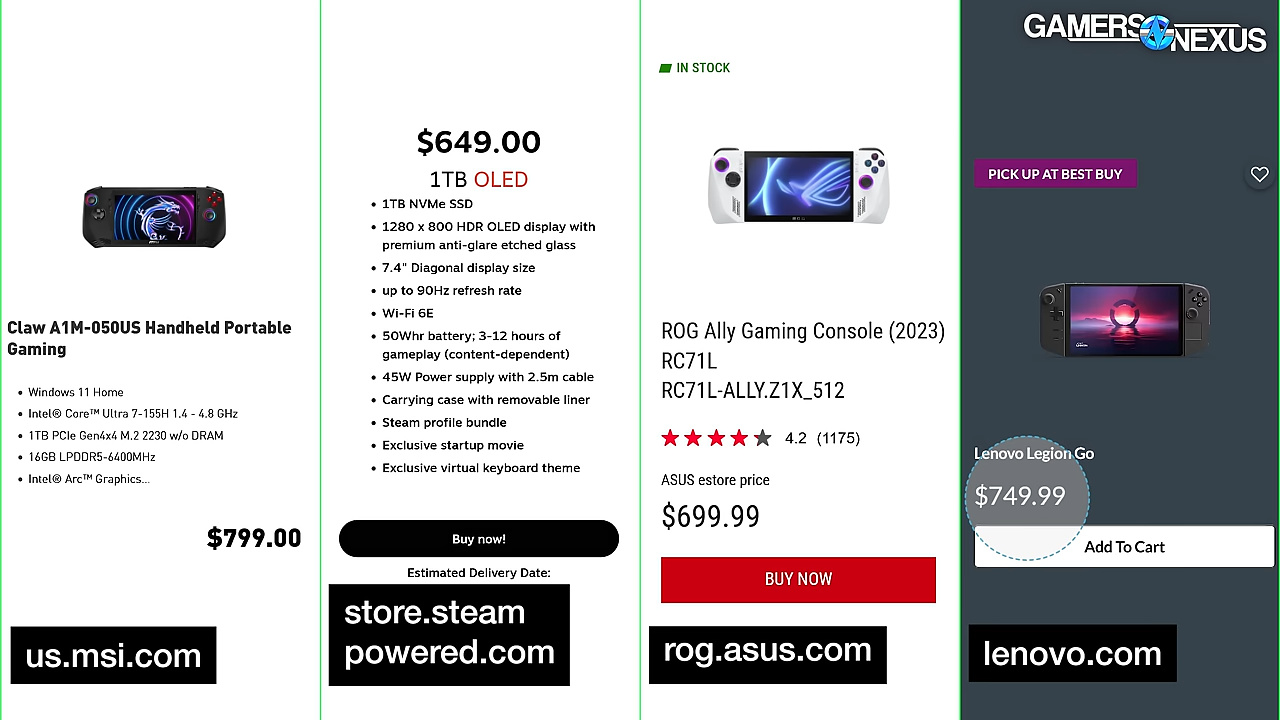 GAMERS NEXUS
Claw A1M-050US Handheld Portable
Gaming
Windows 11 Home
Intel® Core™ Ultra 7-155H 1.4 - 4.8 GHz
1TB PCIe Gen4x4 M.2 2230 w/o DRAM
16GB LPDDR5-6400MHz
Intel® Arc™ Graphics...
$799.00
us.msi.com
$649.00
1TB OLED
1TB NVMe SSD
1280 x 800 HDR OLED display with
premium anti-glare etched glass
7.4" Diagonal display size
up to 90Hz refresh rate
Wi-Fi 6E
50Whr battery; 3-12 hours of
gameplay (content-dependent)
45W Power supply with 2.5m cable
Carrying case with removable liner
Steam profile bundle
Exclusive startup movie
Exclusive virtual keyboard theme
Buy now!
Estimated Delivery Date:
store.steam
powered.com
IN STOCK
ROG Ally Gaming Console (2023)
RC71L
RC71L-ALLY.Z1X_512
4.2 (1175)
ASUS estore price
$699.99
BUY NOW
rog.asus.com
PICK UP AT BEST BUY
Lenovo Legion Go
$749.99
Add To Cart
lenovo.com